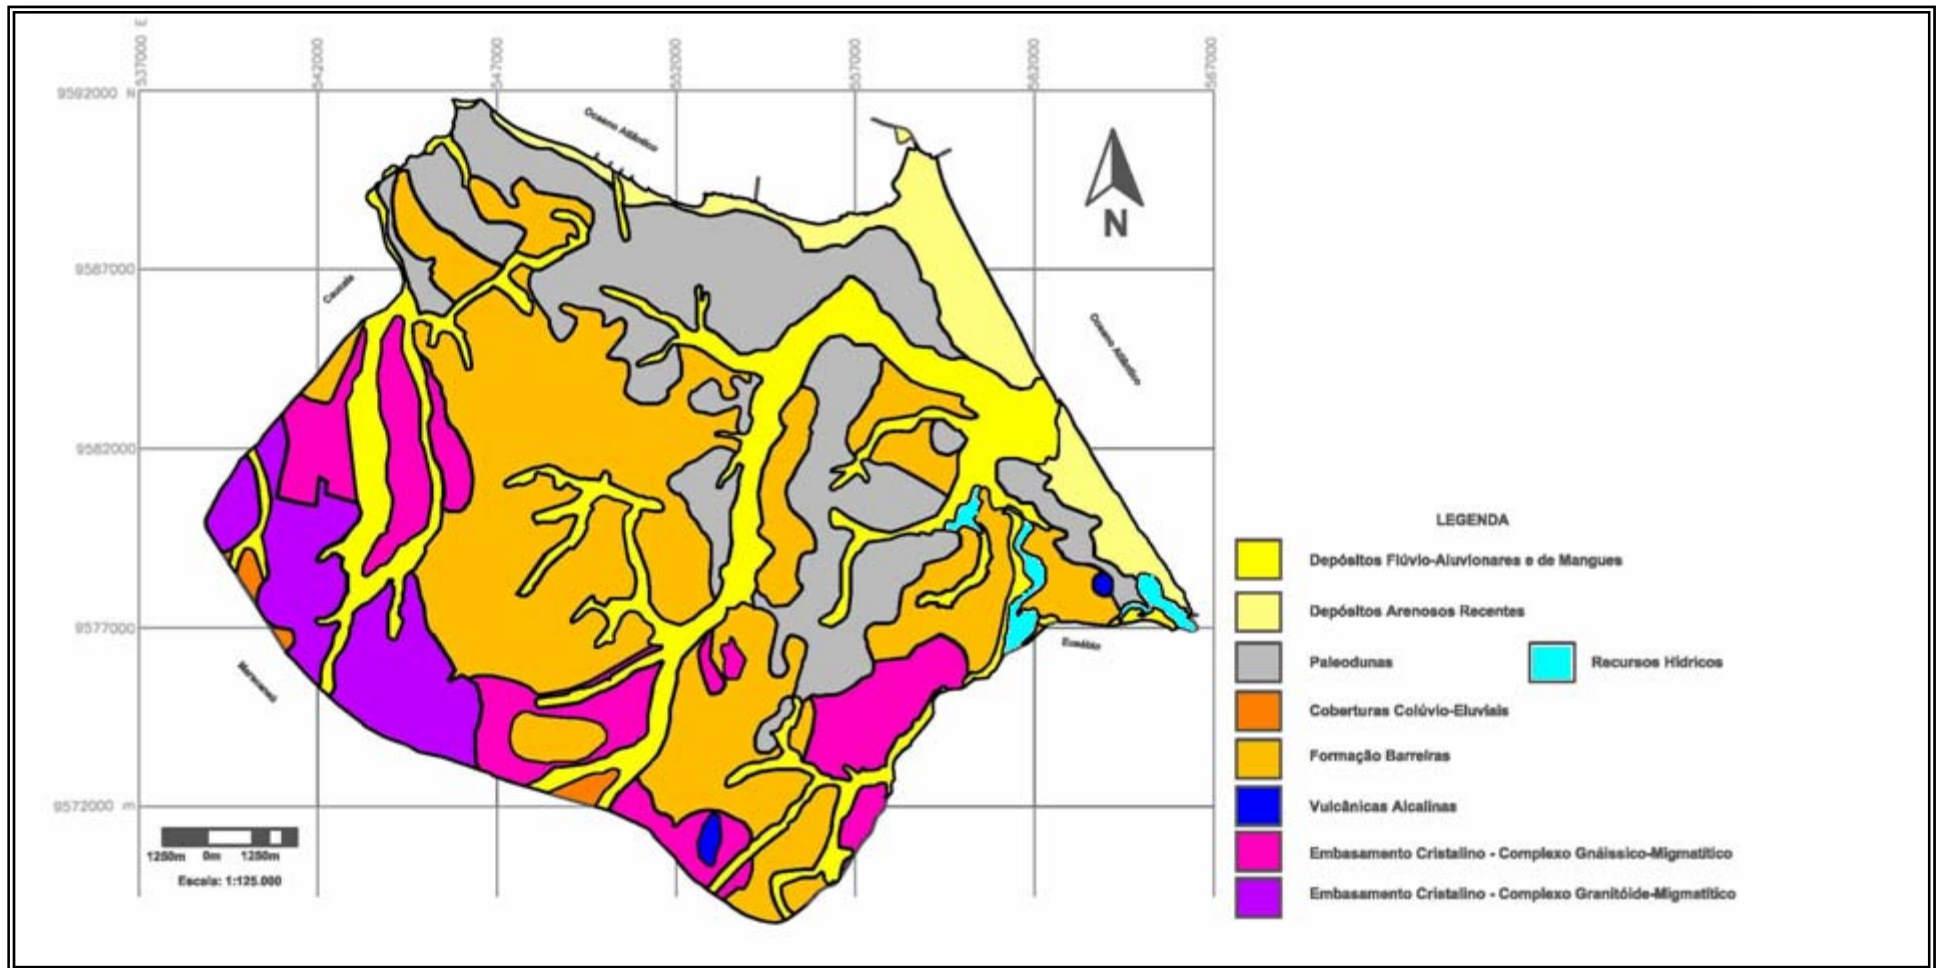 E
537000
542000
547000
552000
557000
562000
567000
9592000 N
Oceano Atlântico
N
9587000
Caucaia
Oceano Atlântico
9582000
LEGENDA
Depósitos Flúvio-Aluvionares e de Mangues
Depósitos Arenosos Recentes
9577000
Eusébio
Maracanaú
Paleodunas
Recursos Hídricos
Coberturas Colúvio-Eluviais
Formação Barreiras
9572000 m
Vulcânicas Alcalinas
1250m 0m 1250m
Escala: 1:125.000
Embasamento Cristalino - Complexo Gnáissico-Migmatítico
Embasamento Cristalino - Complexo Granitóide-Migmatítico